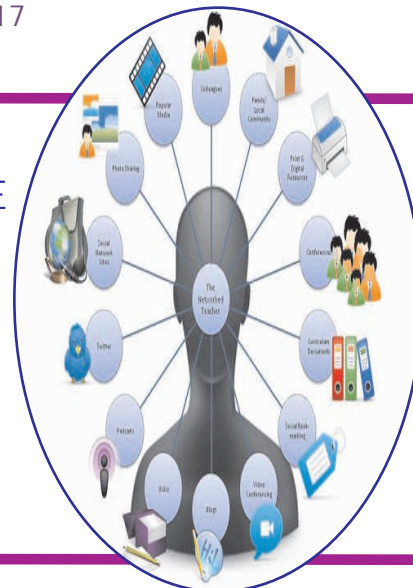 17
E
Colleagues
Popular
Media
Family/
Local
Community
Photo Sharing
Print &
Digital
Resources
Social
Network
Sites
Conferences
The
Networked
Teacher
Twitter
Curriculum
Documents
Podcasts
Social Book-
marking
Wikis
Video
Conferencing
Blogs